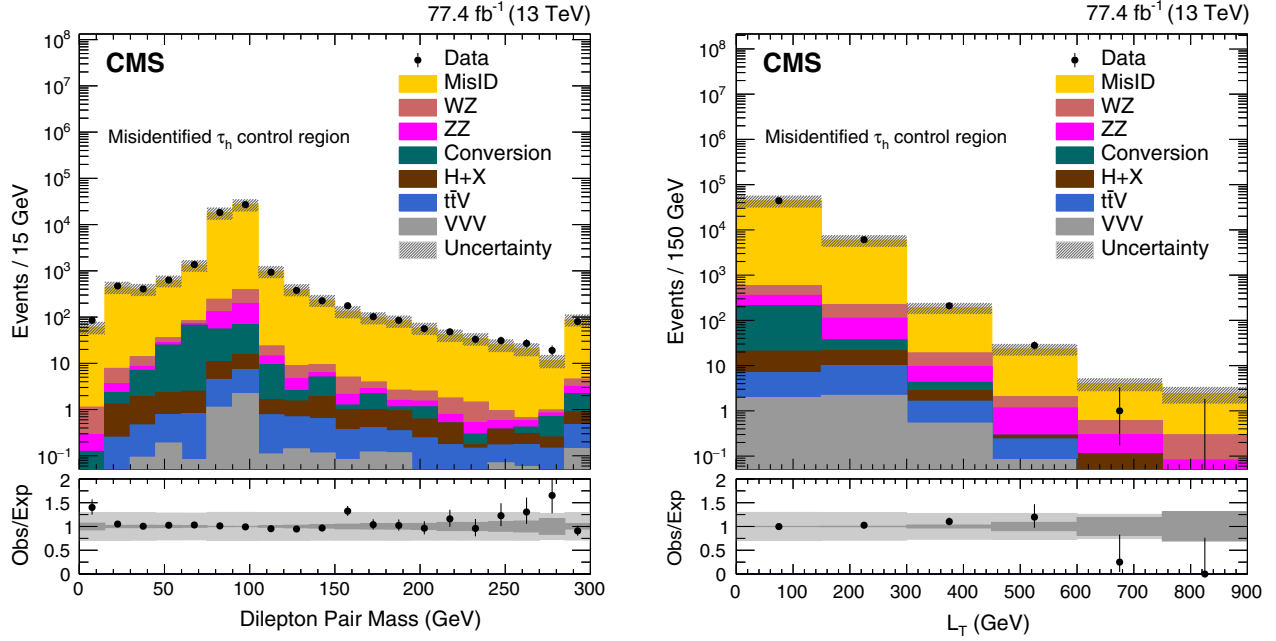 77.4 fb⁻¹ (13 TeV)
CMS
Misidentified τh control region
Data
MisID
WZ
ZZ
Conversion
H+X
tt̄V
VVV
Uncertainty
Events / 15 GeV
10⁸
10⁷
10⁶
10⁵
10⁴
10³
10²
10
1
10⁻¹
Obs/Exp
2
1.5
1
0.5
0
0 50 100 150 200 250 300
Dilepton Pair Mass (GeV)
77.4 fb⁻¹ (13 TeV)
CMS
Misidentified τh control region
Data
MisID
WZ
ZZ
Conversion
H+X
tt̄V
VVV
Uncertainty
Events / 150 GeV
10⁸
10⁷
10⁶
10⁵
10⁴
10³
10²
10
1
10⁻¹
Obs/Exp
2
1.5
1
0.5
0
0 100 200 300 400 500 600 700 800 900
LT (GeV)